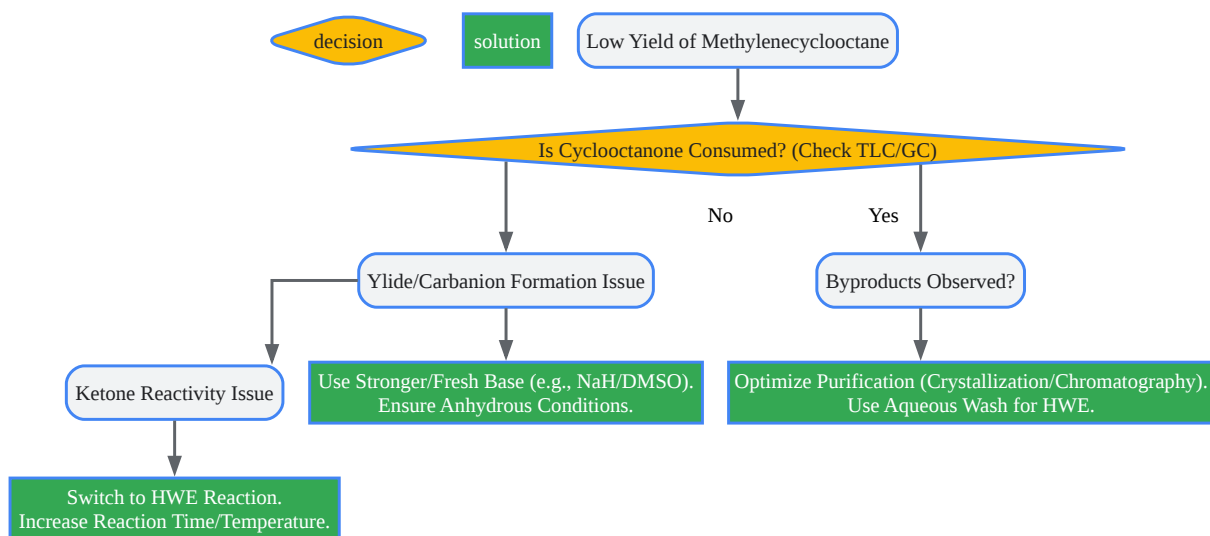 decision
solution
Low Yield of Methylenecyclooctane
Is Cyclooctanone Consumed? (Check TLC/GC)
No
Yes
Ylide/Carbanion Formation Issue
Byproducts Observed?
Ketone Reactivity Issue
Use Stronger/Fresh Base (e.g., NaH/DMSO).
Ensure Anhydrous Conditions.
Optimize Purification (Crystallization/Chromatography).
Use Aqueous Wash for HWE.
Switch to HWE Reaction.
Increase Reaction Time/Temperature.